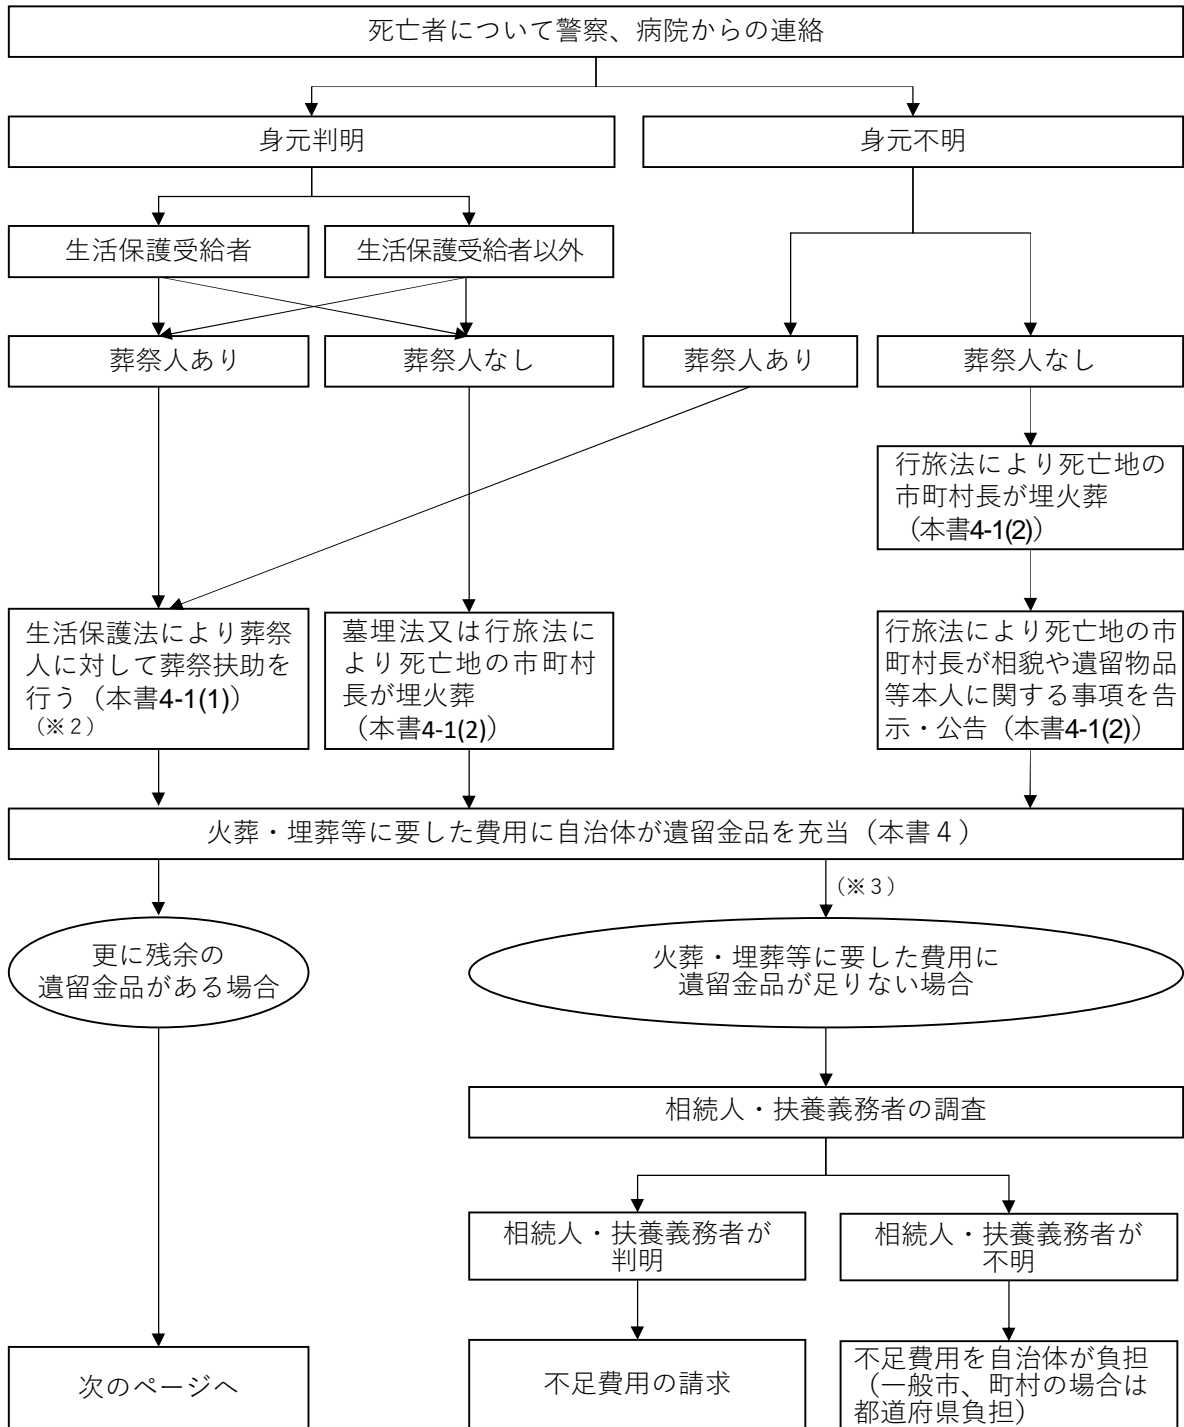 死亡者について警察、病院からの連絡
身元判明
身元不明
生活保護受給者
生活保護受給者以外
葬祭人あり
葬祭人なし
葬祭人あり
葬祭人なし
行旅法により死亡地の
市町村長が埋火葬
（本書4-1(2)）
生活保護法により葬祭
人に対して葬祭扶助を
行う（本書4-1(1)）
（※２）
墓埋法又は行旅法に
より死亡地の市町村
長が埋火葬
（本書4-1(2)）
行旅法により死亡地の市
町村長が相貌や遺留物品
等本人に関する事項を告
示・公告（本書4-1(2)）
火葬・埋葬等に要した費用に自治体が遺留金品を充当（本書４）
（※３）
更に残余の
遺留金品がある場合
火葬・埋葬等に要した費用に
遺留金品が足りない場合
相続人・扶養義務者の調査
相続人・扶養義務者が
判明
相続人・扶養義務者が
不明
次のページへ
不足費用の請求
不足費用を自治体が負担
（一般市、町村の場合は
都道府県負担）